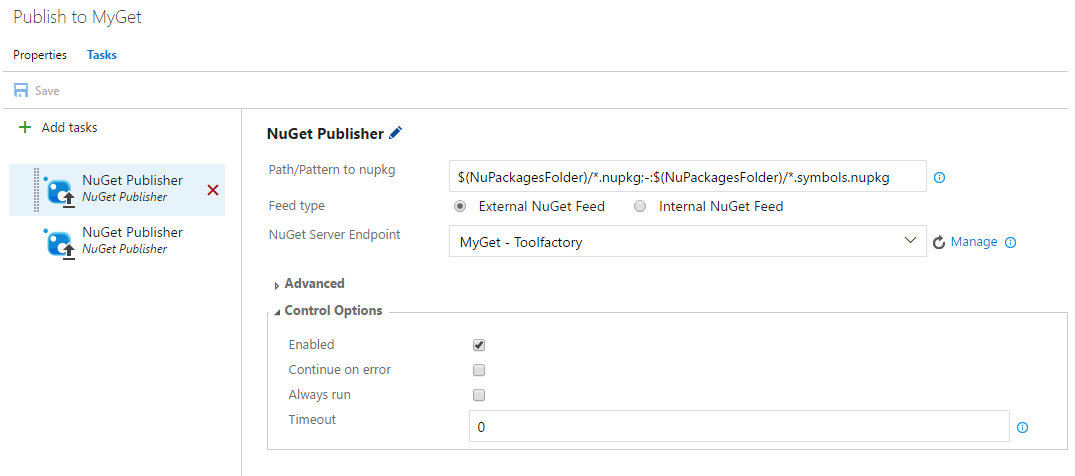 Publish to MyGet
Properties Tasks
Save
Add tasks
NuGet Publisher
NuGet Publisher
NuGet Publisher
NuGet Publisher
NuGet Publisher
Path/Pattern to nupkg $(NuPackagesFolder)/*.nupkg;-:$(NuPackagesFolder)/*.symbols.nupkg
Feed type External NuGet Feed Internal NuGet Feed
NuGet Server Endpoint MyGet - Toolfactory Manage
Advanced
Control Options
Enabled
Continue on error
Always run
Timeout 0